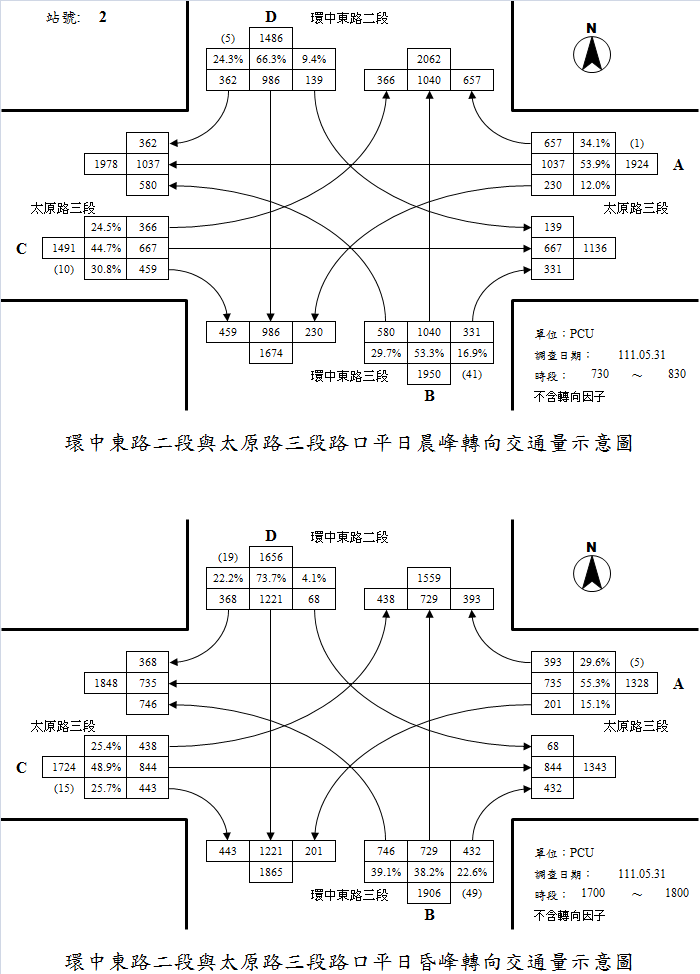 站號: 2
D 環中東路二段
(5) 1486
24.3% 66.3% 9.4%
362 986 139
2062
366 1040 657
N
362
1978 1037
580
657 34.1% (1)
1037 53.9% 1924 A
230 12.0%
太原路三段
24.5% 366
C 1491 44.7% 667
(10) 30.8% 459
太原路三段
139
667 1136
331
459 986 230
1674
580 1040 331
29.7% 53.3% 16.9%
環中東路三段 1950 (41)
B
單位：PCU
調查日期： 111.05.31
時段： 730 ～ 830
不含轉向因子
環中東路二段與太原路三段路口平日晨峰轉向交通量示意圖
D 環中東路二段
(19) 1656
22.2% 73.7% 4.1%
368 1221 68
1559
438 729 393
N
368
1848 735
746
393 29.6% (5)
735 55.3% 1328 A
201 15.1%
太原路三段
25.4% 438
C 1724 48.9% 844
(15) 25.7% 443
太原路三段
68
844 1343
432
443 1221 201
1865
746 729 432
39.1% 38.2% 22.6%
環中東路三段 1906 (49)
B
單位：PCU
調查日期： 111.05.31
時段： 1700 ～ 1800
不含轉向因子
環中東路二段與太原路三段路口平日昏峰轉向交通量示意圖